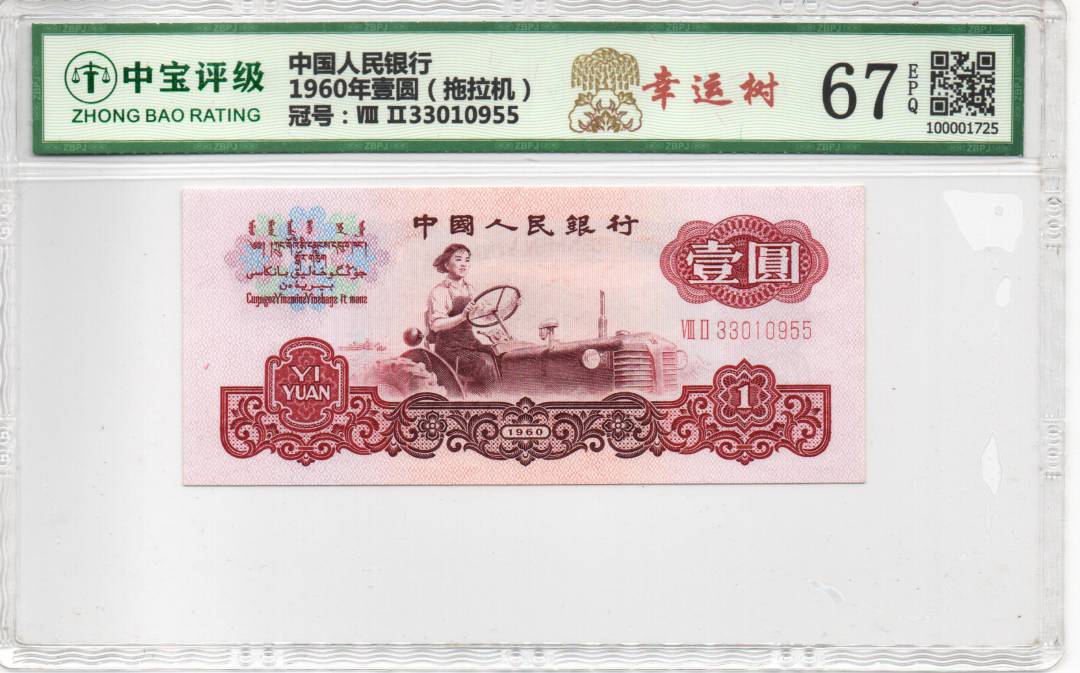 中宝评级
ZHONG BAO RATING
中国人民银行
1960年壹圆（拖拉机）
冠号：Ⅷ Ⅱ33010955
幸运树
67
EPQ
100001725
中國人民銀行
壹圓
Ⅷ Ⅱ 33010955
YI
YUAN
1960
1